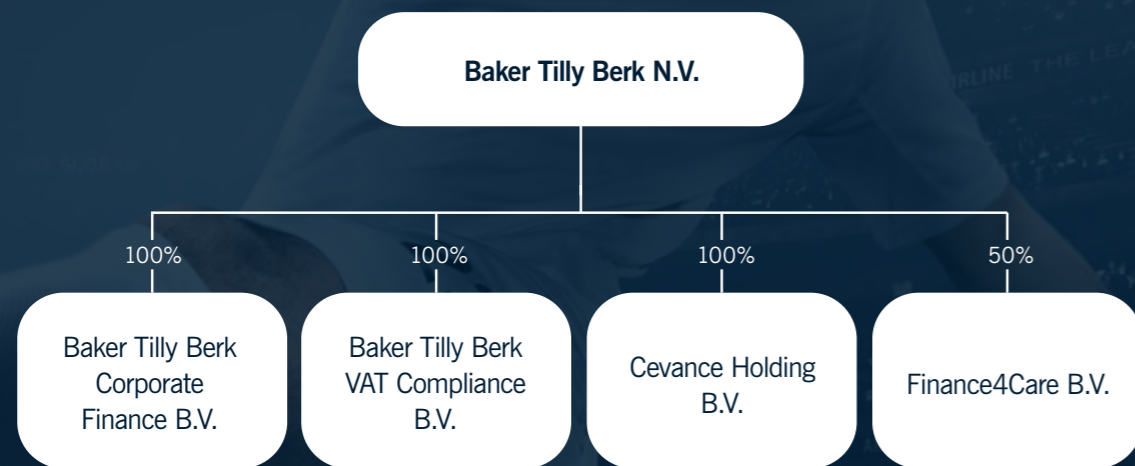 Baker Tilly Berk N.V.
100%
100%
100%
50%
Baker Tilly Berk
Corporate
Finance B.V.
Baker Tilly Berk
VAT Compliance
B.V.
Cevance Holding
B.V.
Finance4Care B.V.